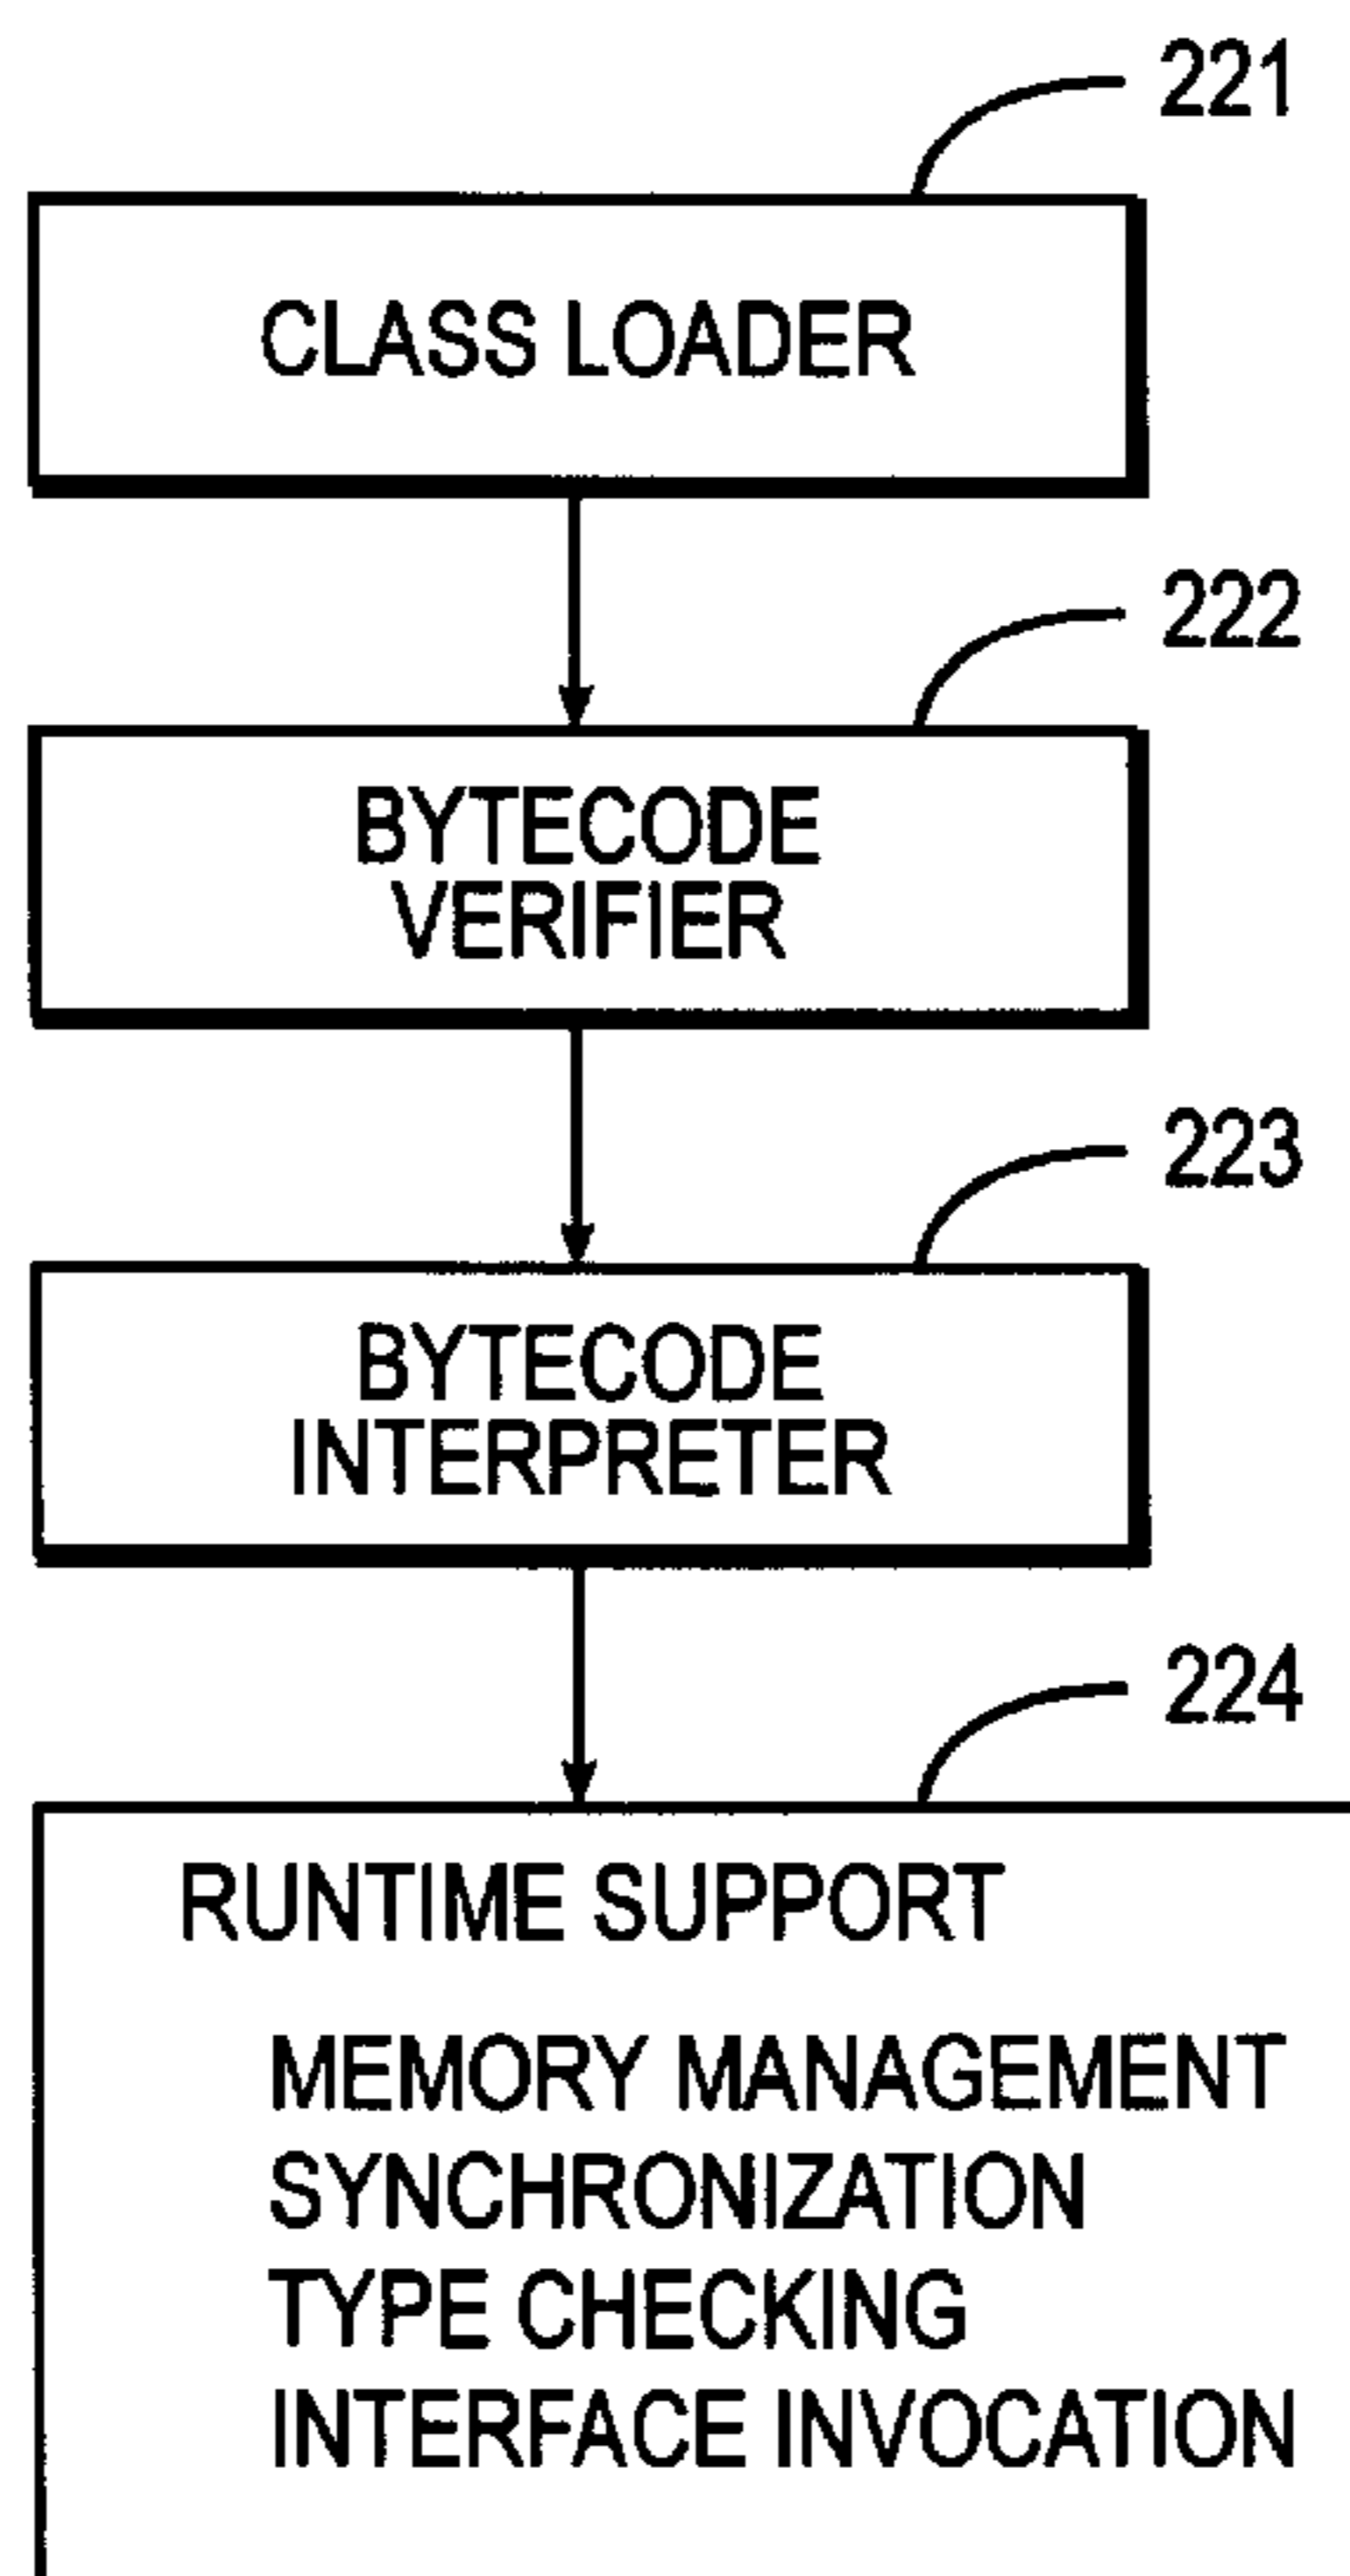 221
CLASS LOADER
222
BYTECODE
VERIFIER
223
BYTECODE
INTERPRETER
224
RUNTIME SUPPORT
MEMORY MANAGEMENT
SYNCHRONIZATION
TYPE CHECKING
INTERFACE INVOCATION